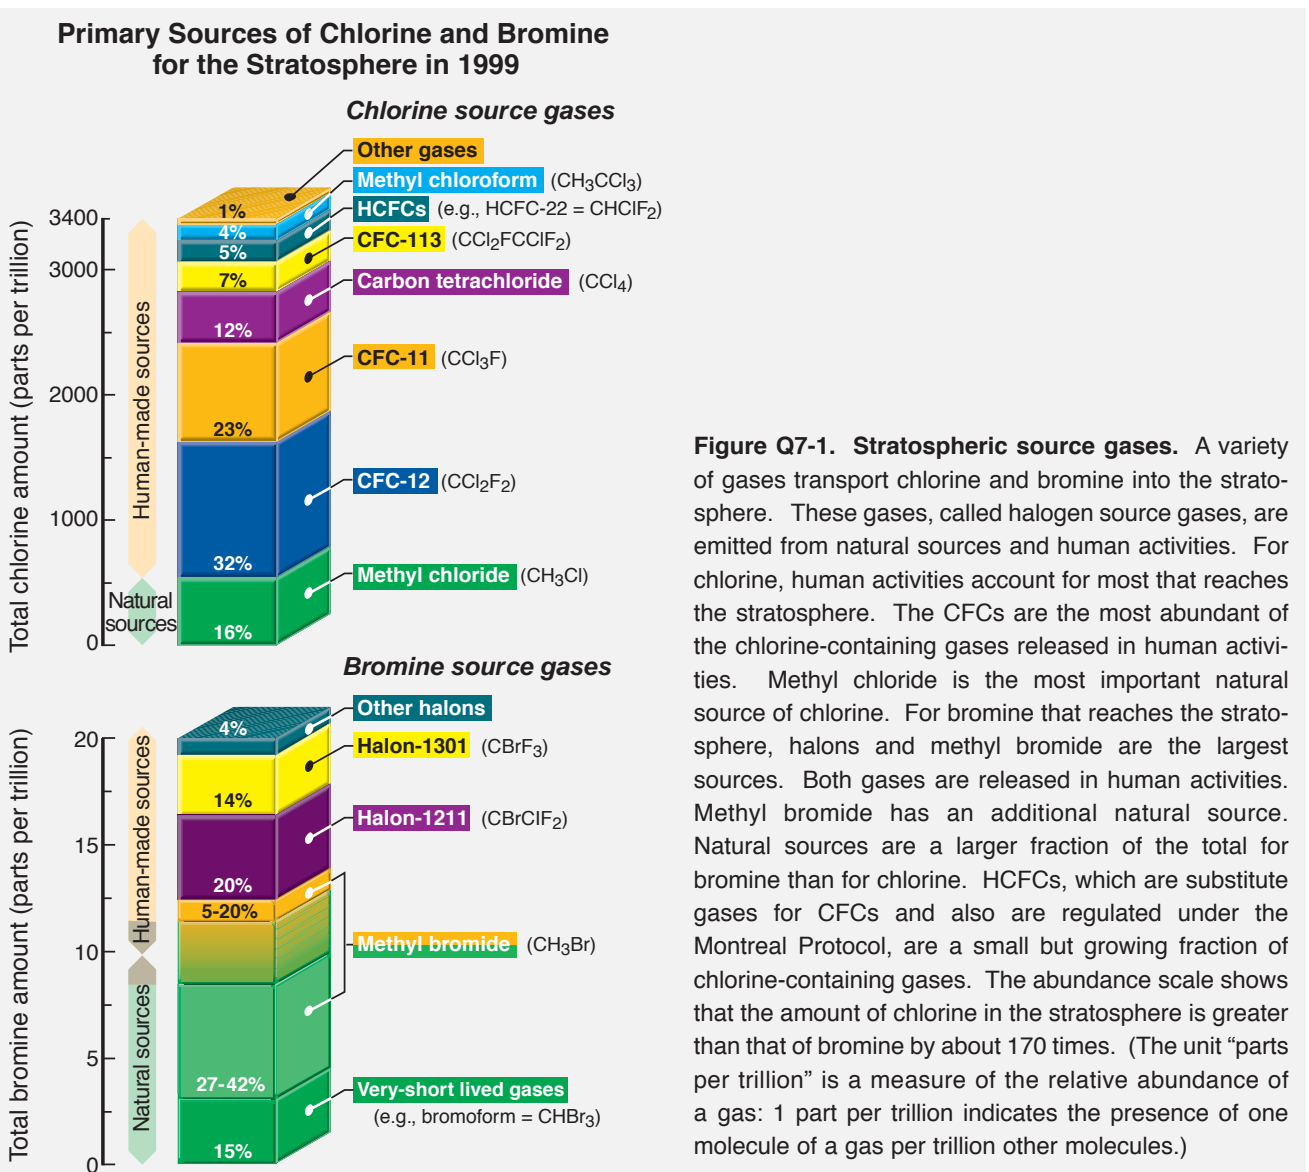 Primary Sources of Chlorine and Bromine
for the Stratosphere in 1999
Chlorine source gases
Total chlorine amount (parts per trillion)
3400
3000
2000
1000
0
Human-made sources
Natural
sources
Other gases
1%
Methyl chloroform (CH₃CCl₃)
4%
HCFCs (e.g., HCFC-22 = CHClF₂)
5%
CFC-113 (CCl₂FCClF₂)
7%
Carbon tetrachloride (CCl₄)
12%
CFC-11 (CCl₃F)
23%
CFC-12 (CCl₂F₂)
32%
Methyl chloride (CH₃Cl)
16%
Bromine source gases
Total bromine amount (parts per trillion)
20
15
10
5
0
Human-made sources
Natural sources
Other halons
4%
Halon-1301 (CBrF₃)
14%
Halon-1211 (CBrClF₂)
20%
5-20%
Methyl bromide (CH₃Br)
27-42%
Very-short lived gases
(e.g., bromoform = CHBr₃)
15%
Figure Q7-1. Stratospheric source gases. A variety
of gases transport chlorine and bromine into the strato-
sphere. These gases, called halogen source gases, are
emitted from natural sources and human activities. For
chlorine, human activities account for most that reaches
the stratosphere. The CFCs are the most abundant of
the chlorine-containing gases released in human activi-
ties. Methyl chloride is the most important natural
source of chlorine. For bromine that reaches the strato-
sphere, halons and methyl bromide are the largest
sources. Both gases are released in human activities.
Methyl bromide has an additional natural source.
Natural sources are a larger fraction of the total for
bromine than for chlorine. HCFCs, which are substitute
gases for CFCs and also are regulated under the
Montreal Protocol, are a small but growing fraction of
chlorine-containing gases. The abundance scale shows
that the amount of chlorine in the stratosphere is greater
than that of bromine by about 170 times. (The unit “parts
per trillion” is a measure of the relative abundance of
a gas: 1 part per trillion indicates the presence of one
molecule of a gas per trillion other molecules.)